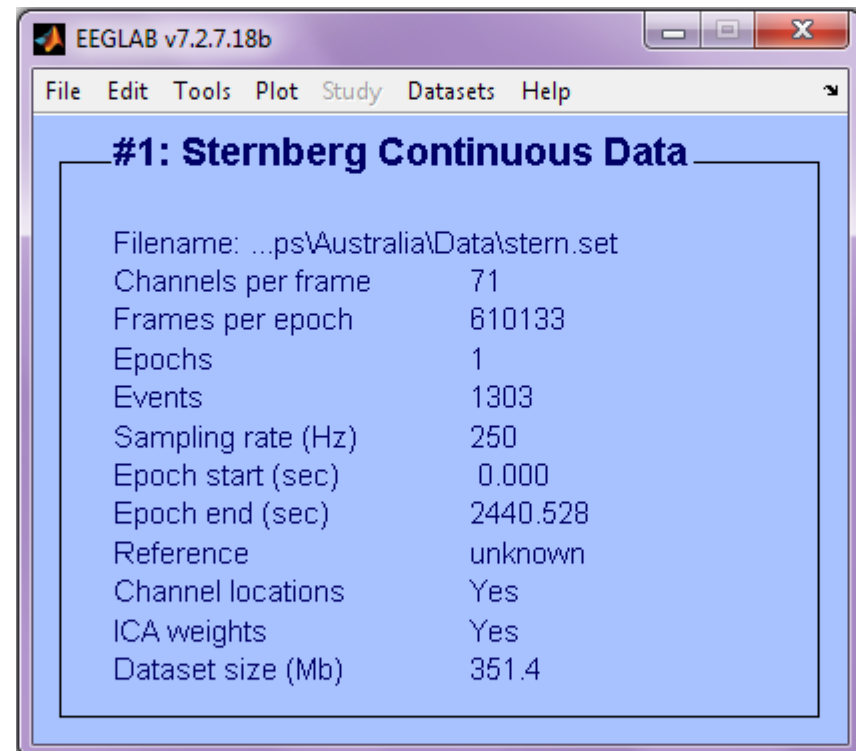 EEGLAB v7.2.7.18b
File Edit Tools Plot Study Datasets Help
#1: Sternberg Continuous Data
Filename: ...ps\Australia\Data\stern.set
Channels per frame 71
Frames per epoch 610133
Epochs 1
Events 1303
Sampling rate (Hz) 250
Epoch start (sec) 0.000
Epoch end (sec) 2440.528
Reference unknown
Channel locations Yes
ICA weights Yes
Dataset size (Mb) 351.4